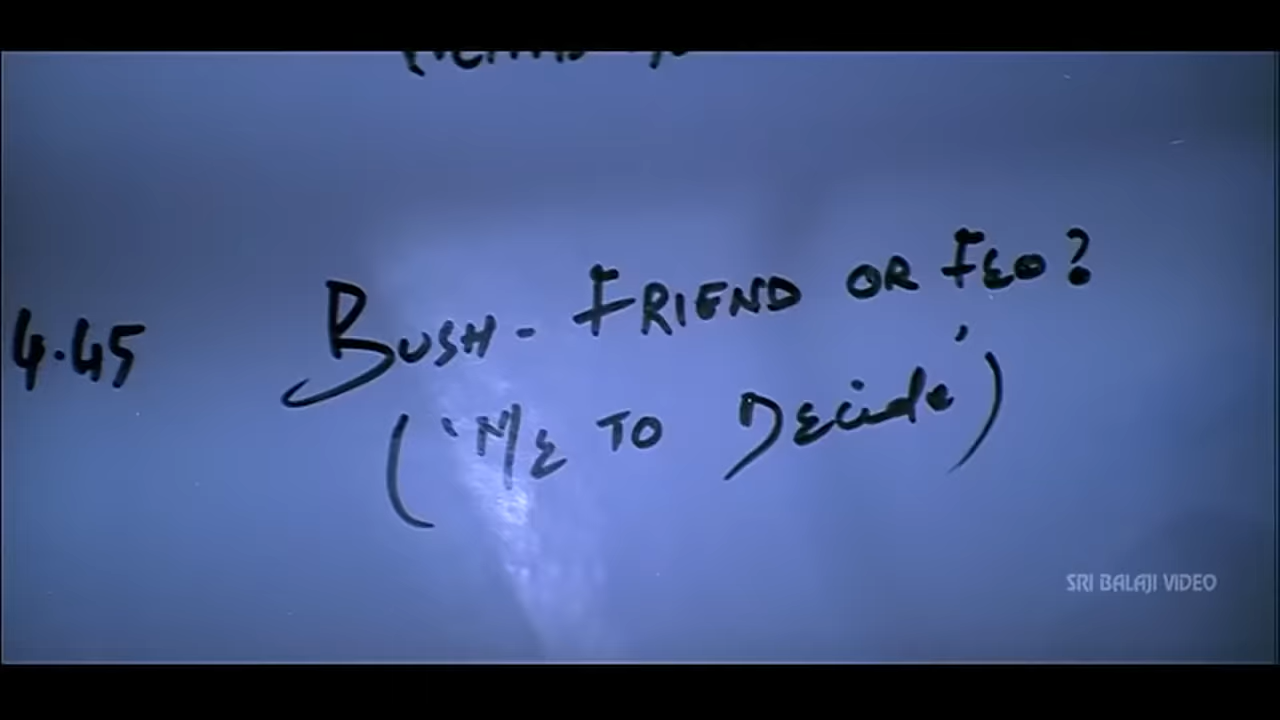 4.45 BUSH - FRIEND OR FEO?
('ME TO DECide')
SRI BALAJI VIDEO